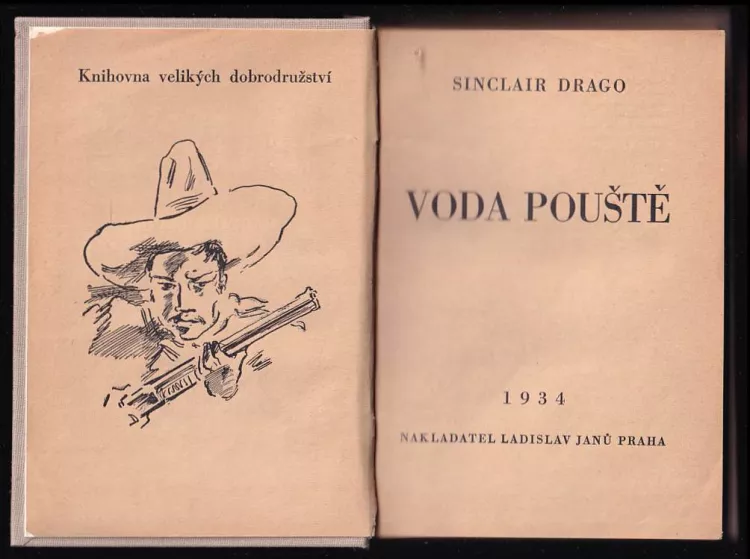 Knihovna velikých dobrodružství
SINCLAIR DRAGO
VODA POUŠTĚ
1934
NAKLADATEL LADISLAV JANŮ PRAHA